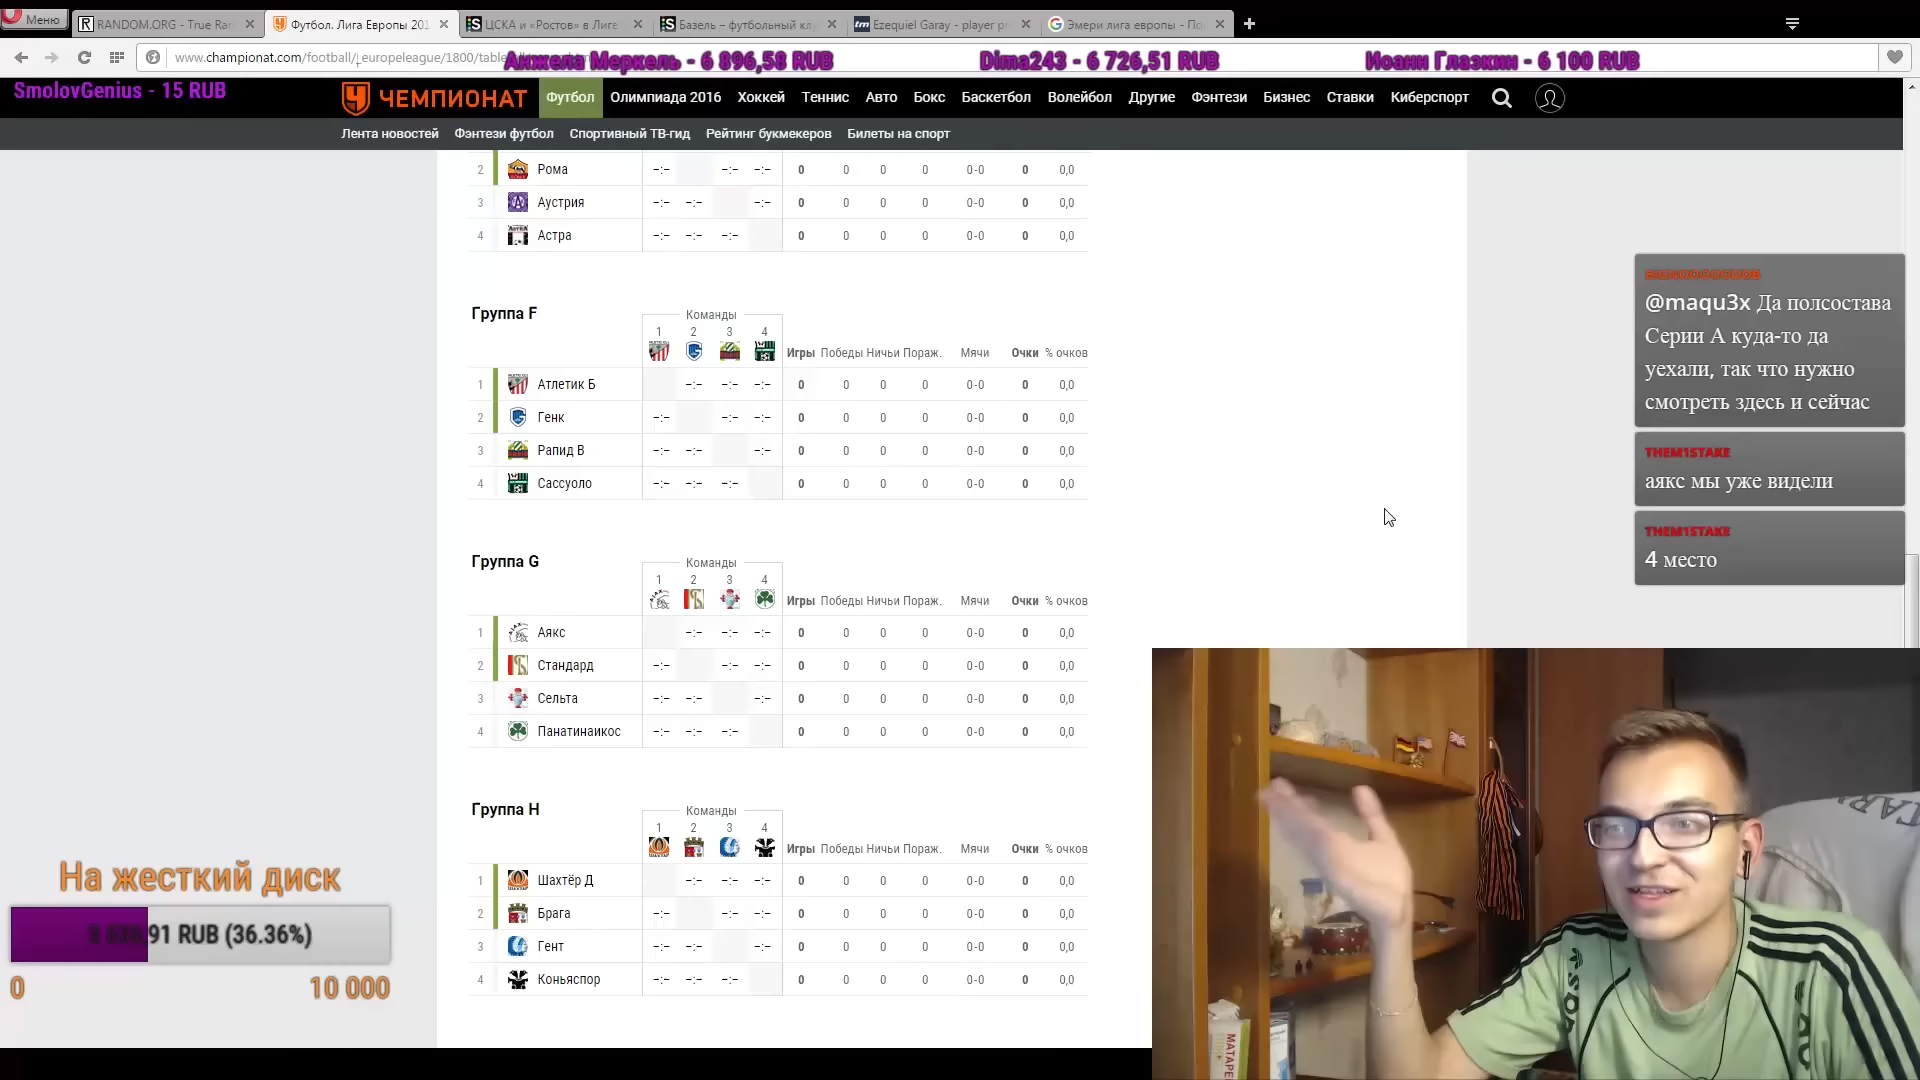 Меню
RANDOM.ORG - True Ran
Футбол. Лига Европы 201
ЦСКА и «Ростов» в Лиге
Базель – футбольный клу
Ezequiel Garay - player pr
Эмери лига европы - По
www.championat.com/football/_europeleague/1800/table
Анжела Меркель - 6 896,58 RUB
Dima243 - 6 726,51 RUB
Иоанн Глазкин - 6 100 RUB
SmolovGenius - 15 RUB
ЧЕМПИОНАТ
Футбол Олимпиада 2016 Хоккей Теннис Авто Бокс Баскетбол Волейбол Другие Фэнтези Бизнес Ставки Киберспорт
Лента новостей Фэнтези футбол Спортивный ТВ-гид Рейтинг букмекеров Билеты на спорт
2 Рома -:- -:- -:- 0 0 0 0 0-0 0 0,0
3 Аустрия -:- -:- -:- 0 0 0 0 0-0 0 0,0
4 Астра -:- -:- -:- 0 0 0 0 0-0 0 0,0
Группа F
Команды
1 2 3 4
Игры Победы Ничьи Пораж. Мячи Очки % очков
1 Атлетик Б -:- -:- -:- 0 0 0 0 0-0 0 0,0
2 Генк -:- -:- -:- 0 0 0 0 0-0 0 0,0
3 Рапид В -:- -:- -:- 0 0 0 0 0-0 0 0,0
4 Сассуоло -:- -:- -:- 0 0 0 0 0-0 0 0,0
Группа G
Команды
1 2 3 4
Игры Победы Ничьи Пораж. Мячи Очки % очков
1 Аякс -:- -:- -:- 0 0 0 0 0-0 0 0,0
2 Стандард -:- -:- -:- 0 0 0 0 0-0 0 0,0
3 Сельта -:- -:- -:- 0 0 0 0 0-0 0 0,0
4 Панатинаикос -:- -:- -:- 0 0 0 0 0-0 0 0,0
Группа H
Команды
1 2 3 4
Игры Победы Ничьи Пораж. Мячи Очки % очков
1 Шахтёр Д -:- -:- -:- 0 0 0 0 0-0 0 0,0
2 Брага -:- -:- -:- 0 0 0 0 0-0 0 0,0
3 Гент -:- -:- -:- 0 0 0 0 0-0 0 0,0
4 Коньяспор -:- -:- -:- 0 0 0 0 0-0 0 0,0
@maqu3x Да полсостава
Серии А куда-то да
уехали, так что нужно
смотреть здесь и сейчас
THEM1STAKE
аякс мы уже видели
THEM1STAKE
4 место
На жесткий диск
91 RUB (36.36%)
0
10 000
МАТАРЕ